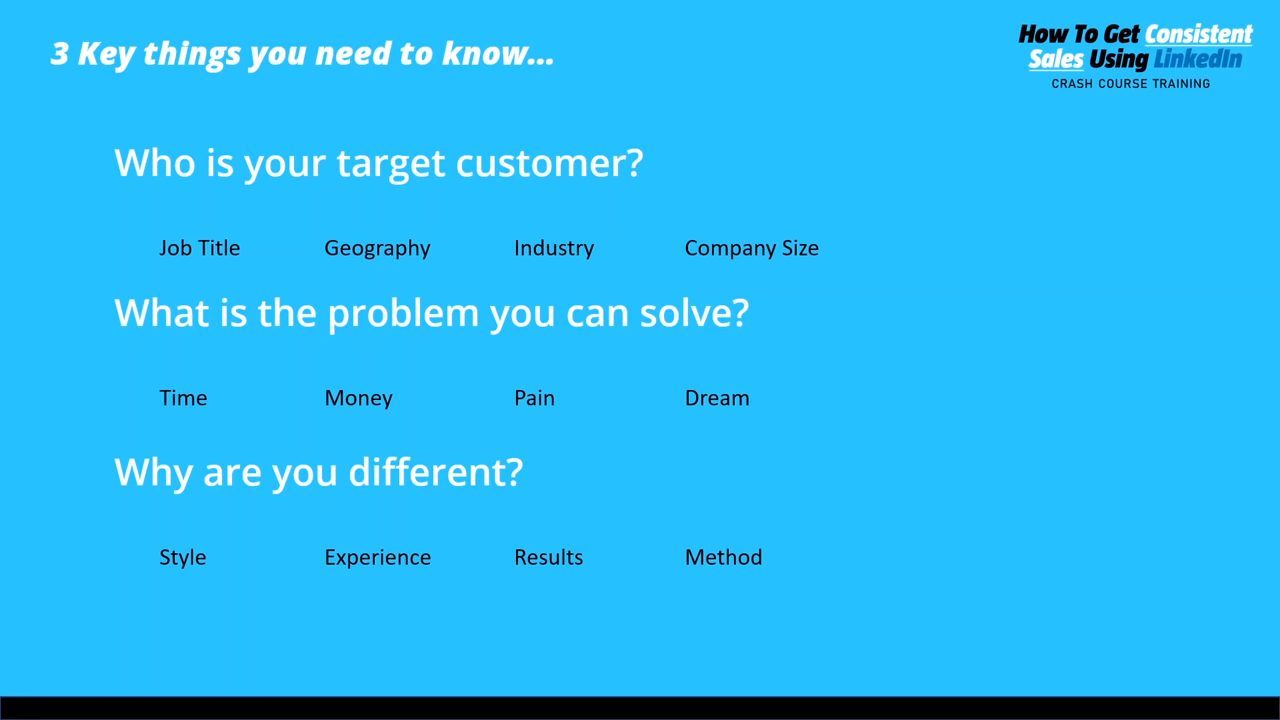 3 Key things you need to know...
How To Get Consistent
Sales Using LinkedIn
CRASH COURSE TRAINING
Who is your target customer?
Job Title Geography Industry Company Size
What is the problem you can solve?
Time Money Pain Dream
Why are you different?
Style Experience Results Method